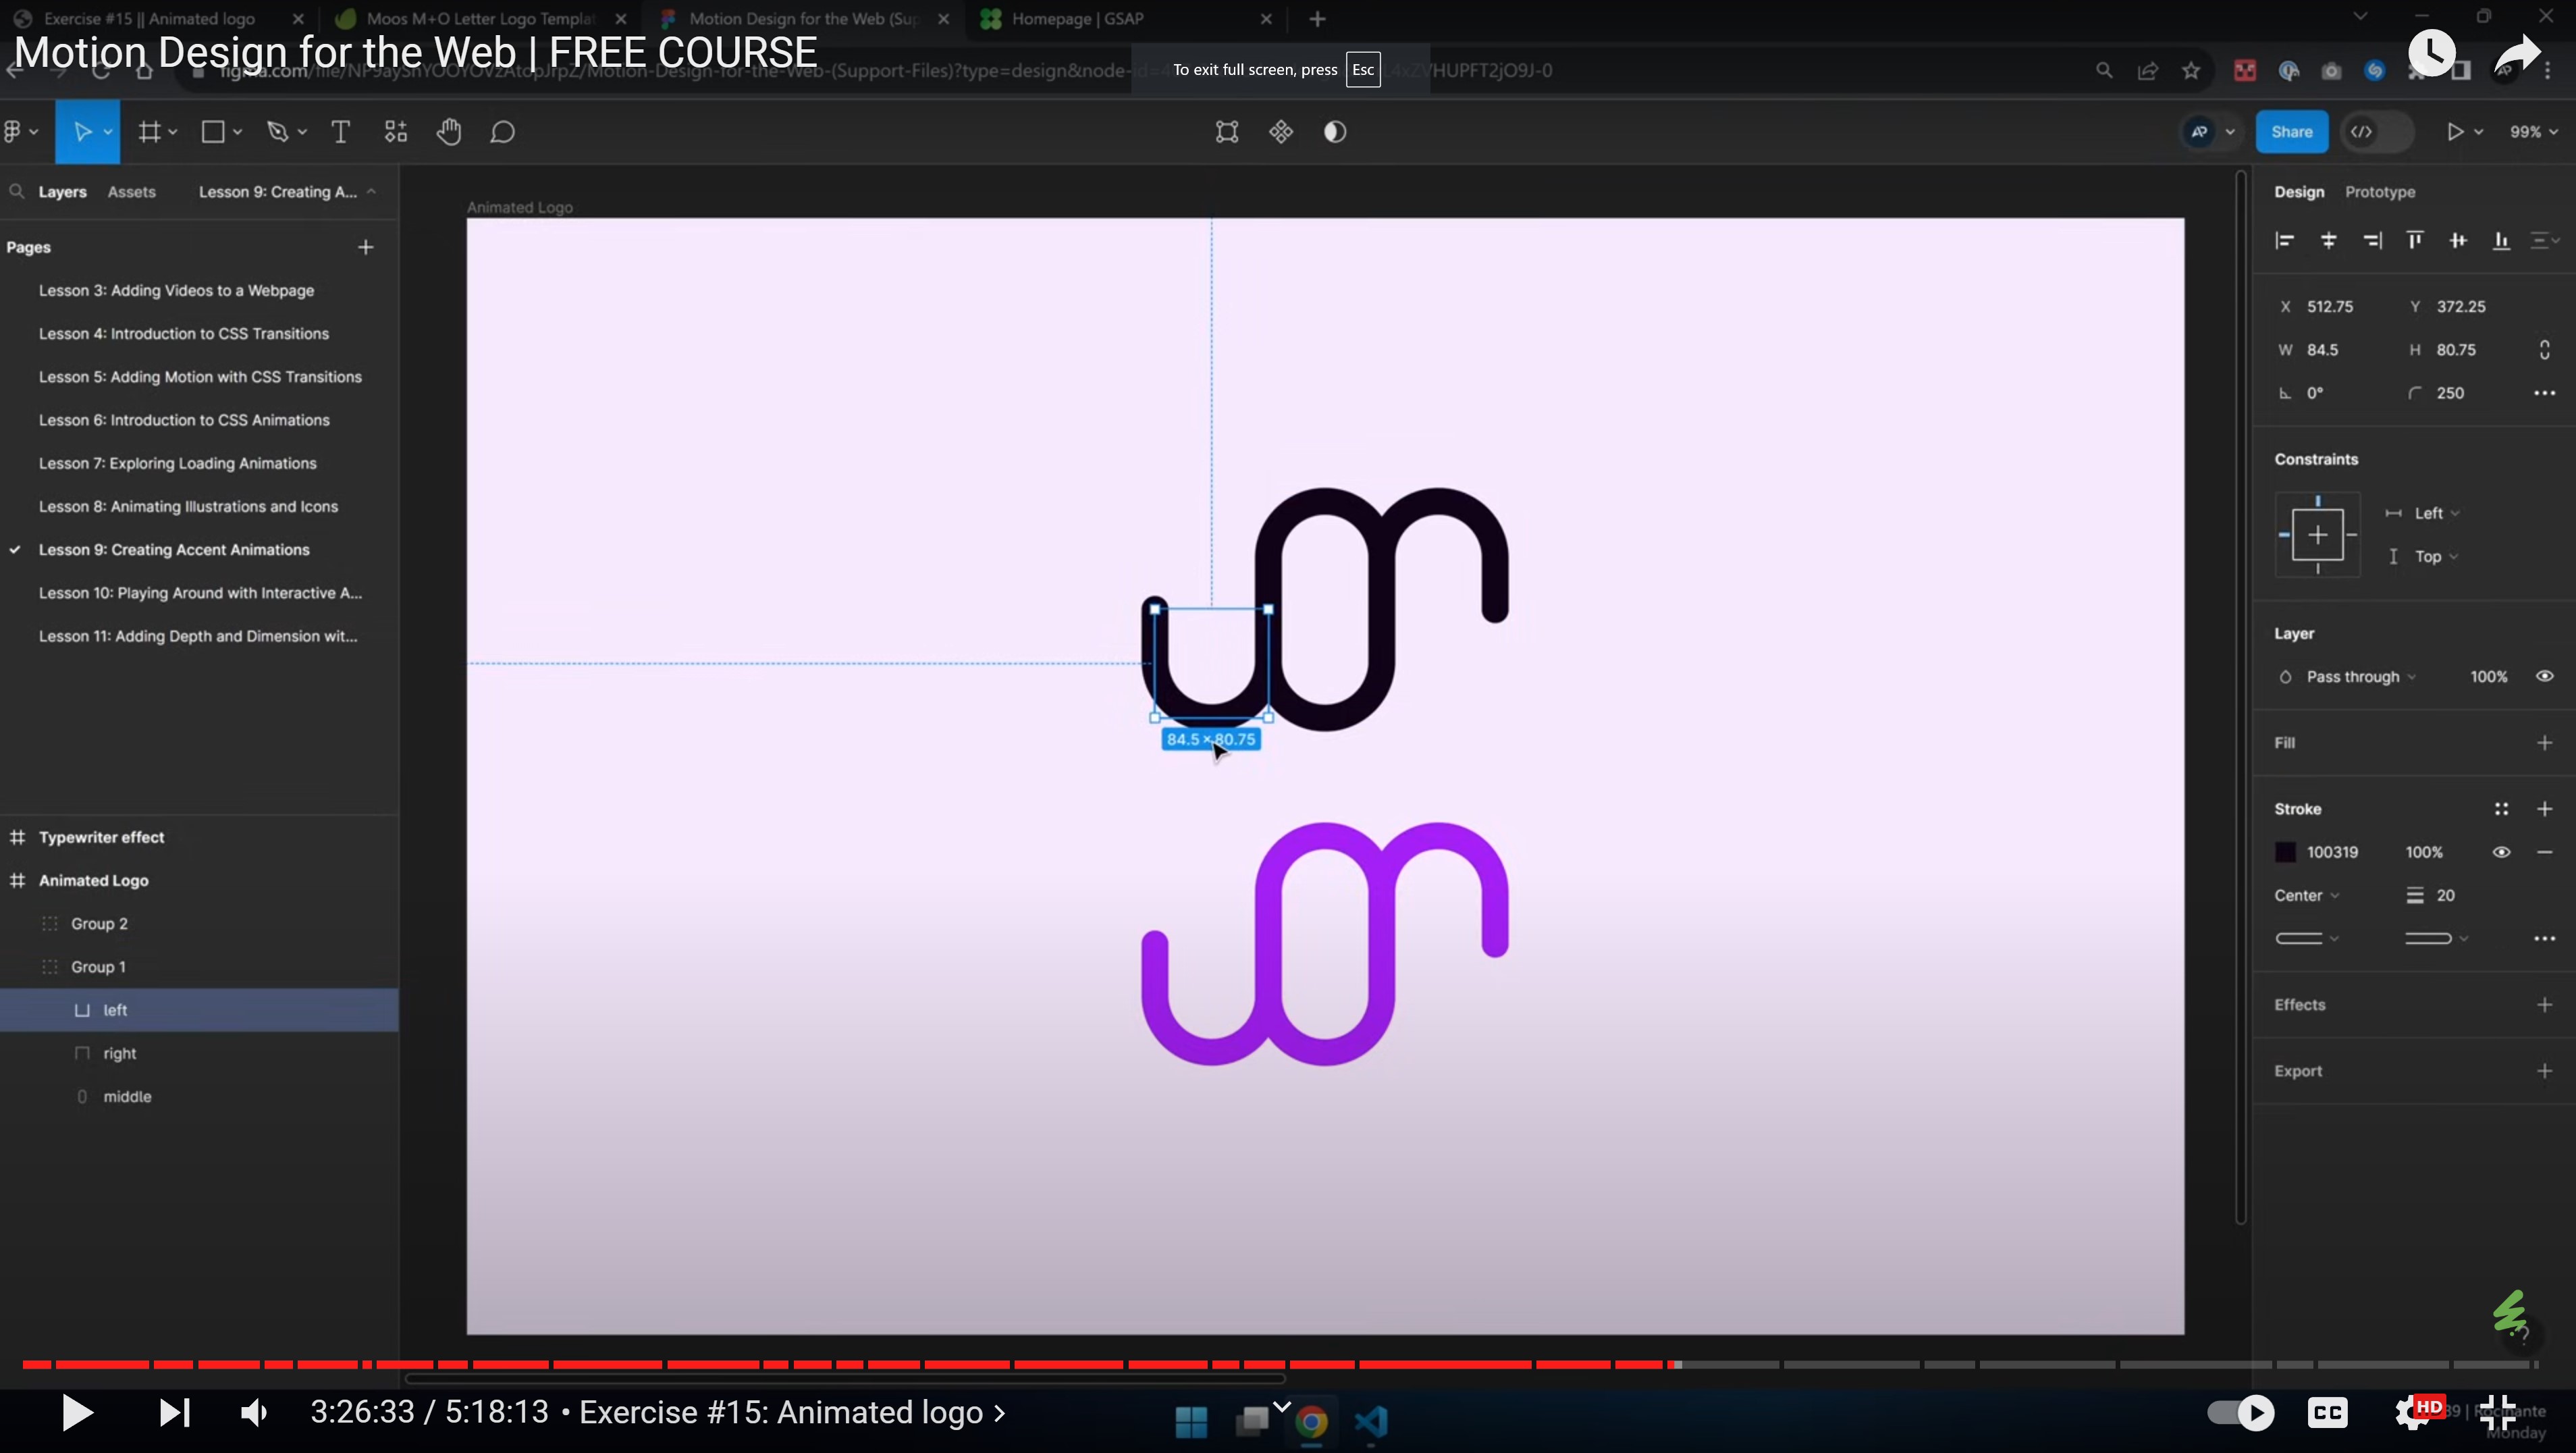 Exercise #15 || Animated logo
Moos M+O Letter Logo Templat
Motion Design for the Web (Sup
Homepage | GSAP
Motion Design for the Web | FREE COURSE
To exit full screen, press Esc
Share
99%
Layers
Assets
Lesson 9: Creating A...
Animated Logo
Design
Prototype
Pages
Lesson 3: Adding Videos to a Webpage
Lesson 4: Introduction to CSS Transitions
Lesson 5: Adding Motion with CSS Transitions
Lesson 6: Introduction to CSS Animations
Lesson 7: Exploring Loading Animations
Lesson 8: Animating Illustrations and Icons
Lesson 9: Creating Accent Animations
Lesson 10: Playing Around with Interactive A...
Lesson 11: Adding Depth and Dimension wit...
Typewriter effect
Animated Logo
Group 2
Group 1
left
right
middle
84.5 × 80.75
X 512.75 Y 372.25
W 84.5 H 80.75
0° 250
Constraints
Left
Top
Layer
Pass through 100%
Fill
Stroke
100319 100%
Center 20
Effects
Export
3:26:33 / 5:18:13 • Exercise #15: Animated logo
CC
HD
Monday